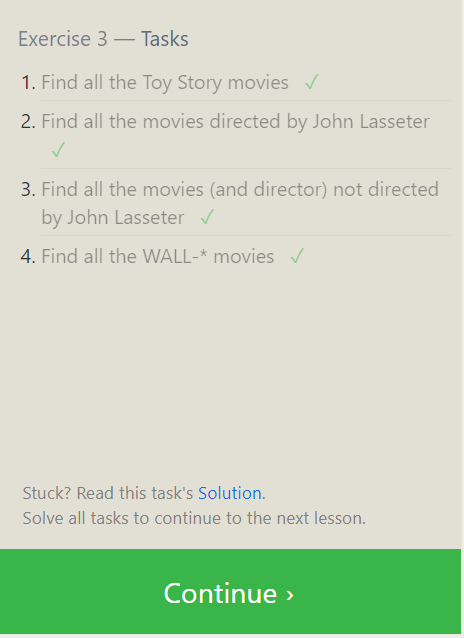 Exercise 3 — Tasks
1. Find all the Toy Story movies ✓
2. Find all the movies directed by John Lasseter
✓
3. Find all the movies (and director) not directed
by John Lasseter ✓
4. Find all the WALL-* movies ✓
Stuck? Read this task's Solution.
Solve all tasks to continue to the next lesson.
Continue ›